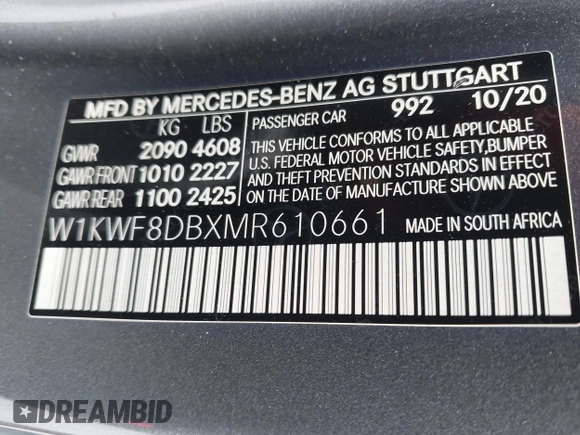 MFD BY MERCEDES-BENZ AG STUTTGART
KG LBS
PASSENGER CAR 992 10/20
GVWR 2090 4608
GAWR FRONT 1010 2227
GAWR REAR 1100 2425
THIS VEHICLE CONFORMS TO ALL APPLICABLE
U.S. FEDERAL MOTOR VEHICLE SAFETY,BUMPER
AND THEFT PREVENTION STANDARDS IN EFFECT
ON THE DATE OF MANUFACTURE SHOWN ABOVE.
W1KWF8DBXMR610661 MADE IN SOUTH AFRICA
DREAMBID